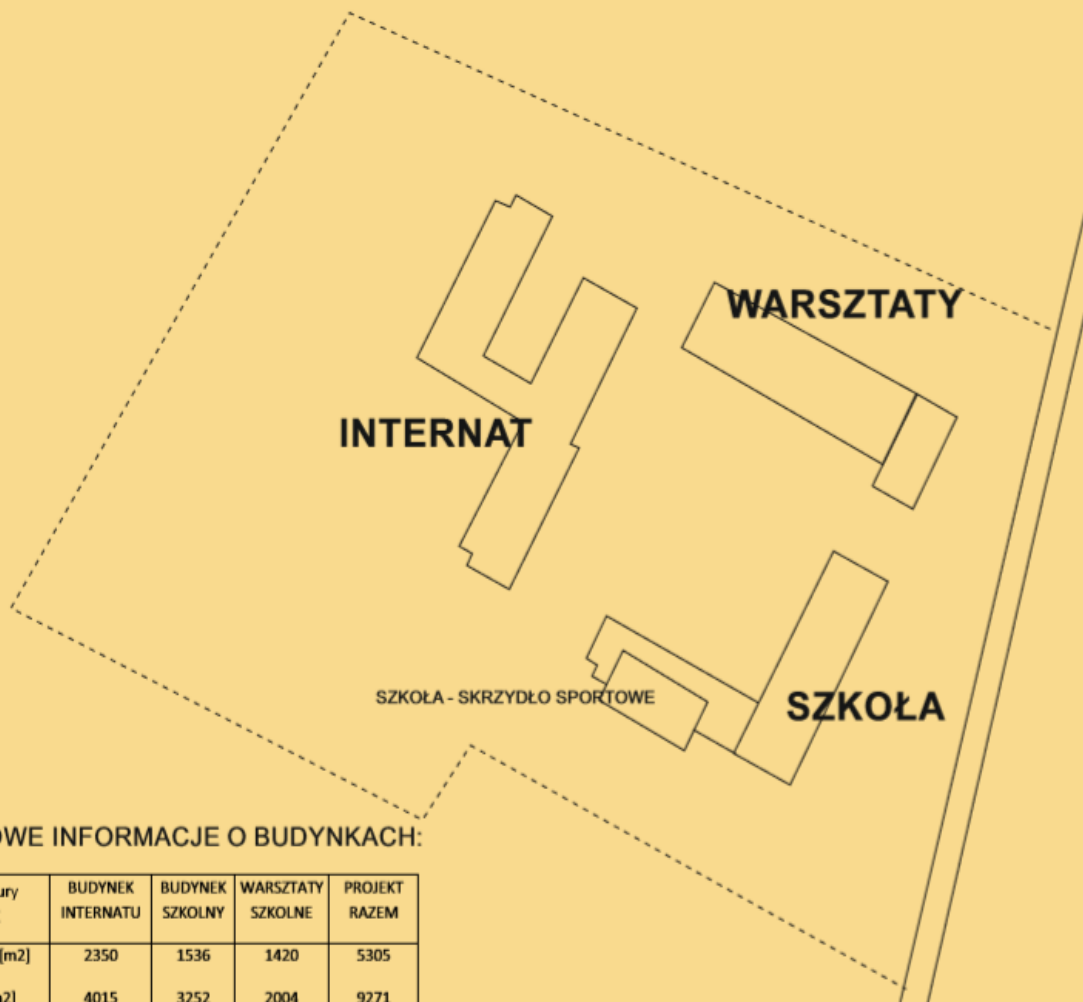 WARSZTATY
INTERNAT
SZKOŁA - SKRZYDŁO SPORTOWE
SZKOŁA
INFORMACJE O BUDYNKACH:
BUDYNEK INTERNATU
BUDYNEK SZKOLNY
WARSZTATY SZKOLNE
PROJEKT RAZEM
[m2] 2350 1536 1420 5305
4015 3252 2004 9271